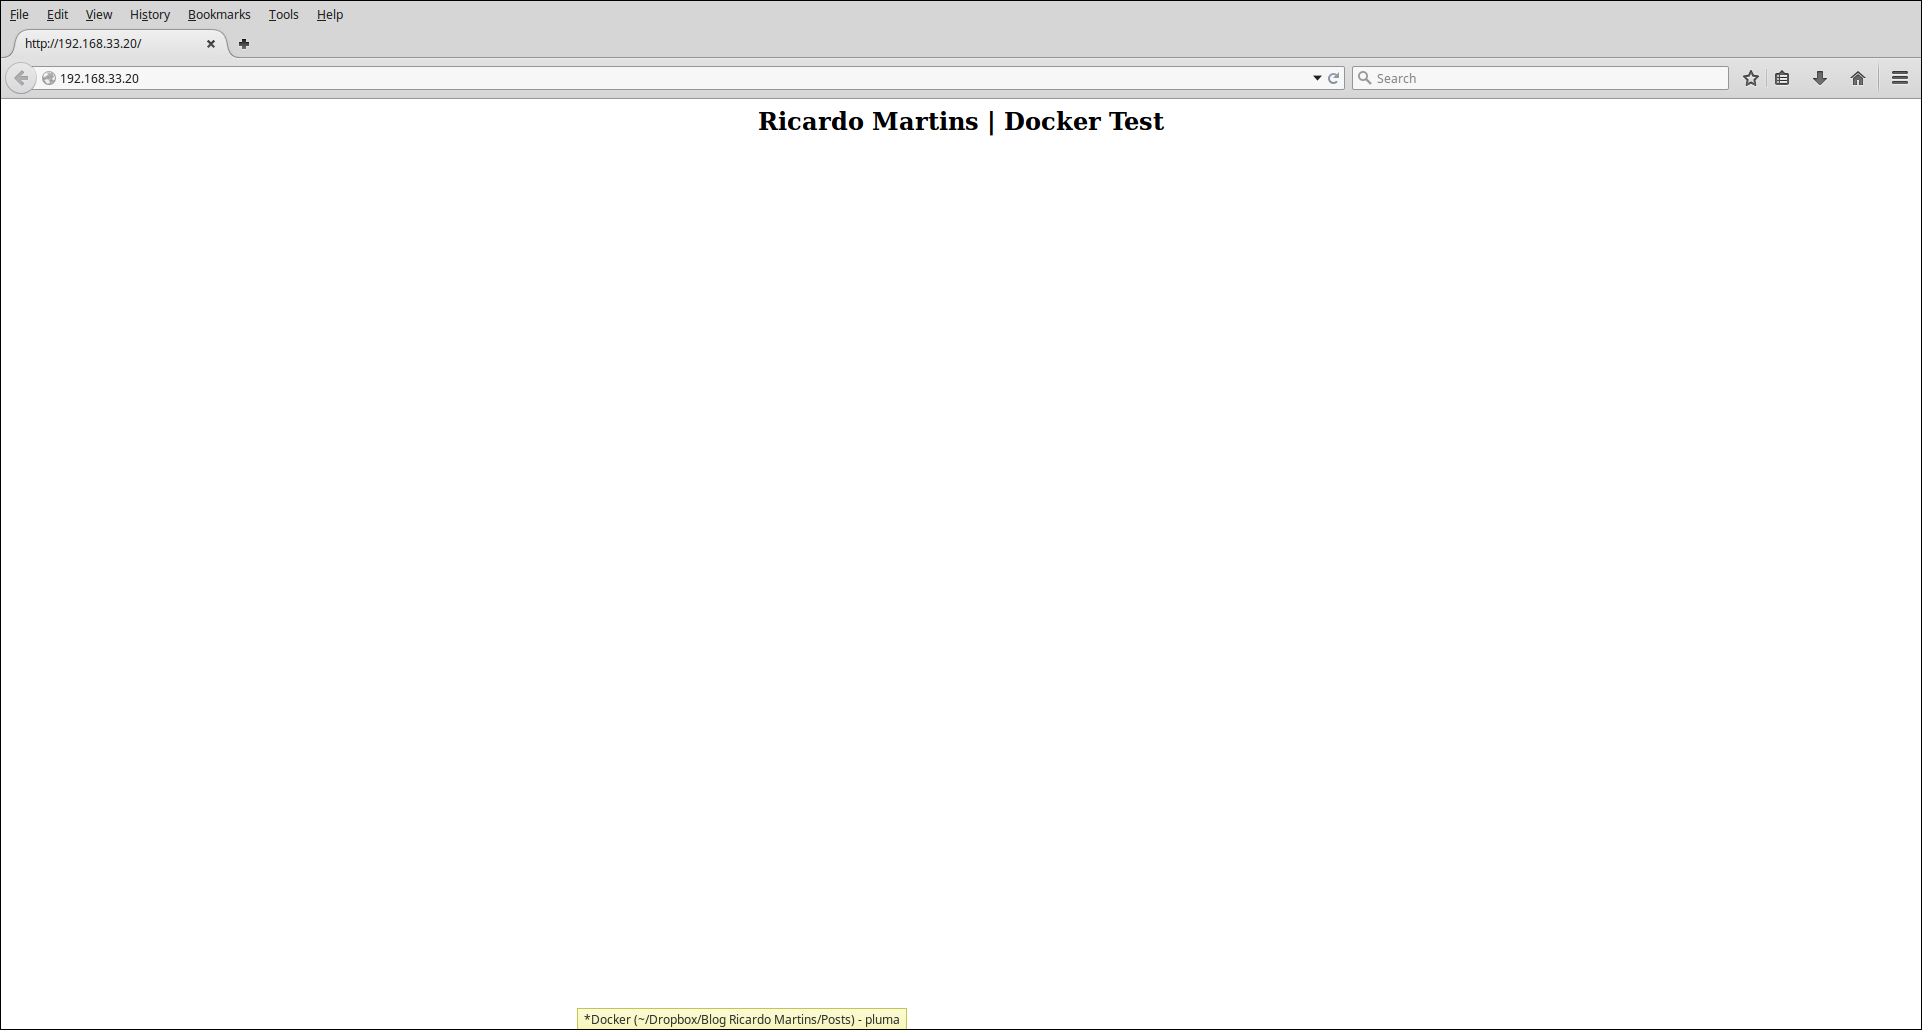 File Edit View History Bookmarks Tools Help
http://192.168.33.20/
192.168.33.20 Search
Ricardo Martins | Docker Test
*Docker (~/Dropbox/Blog Ricardo Martins/Posts) - pluma